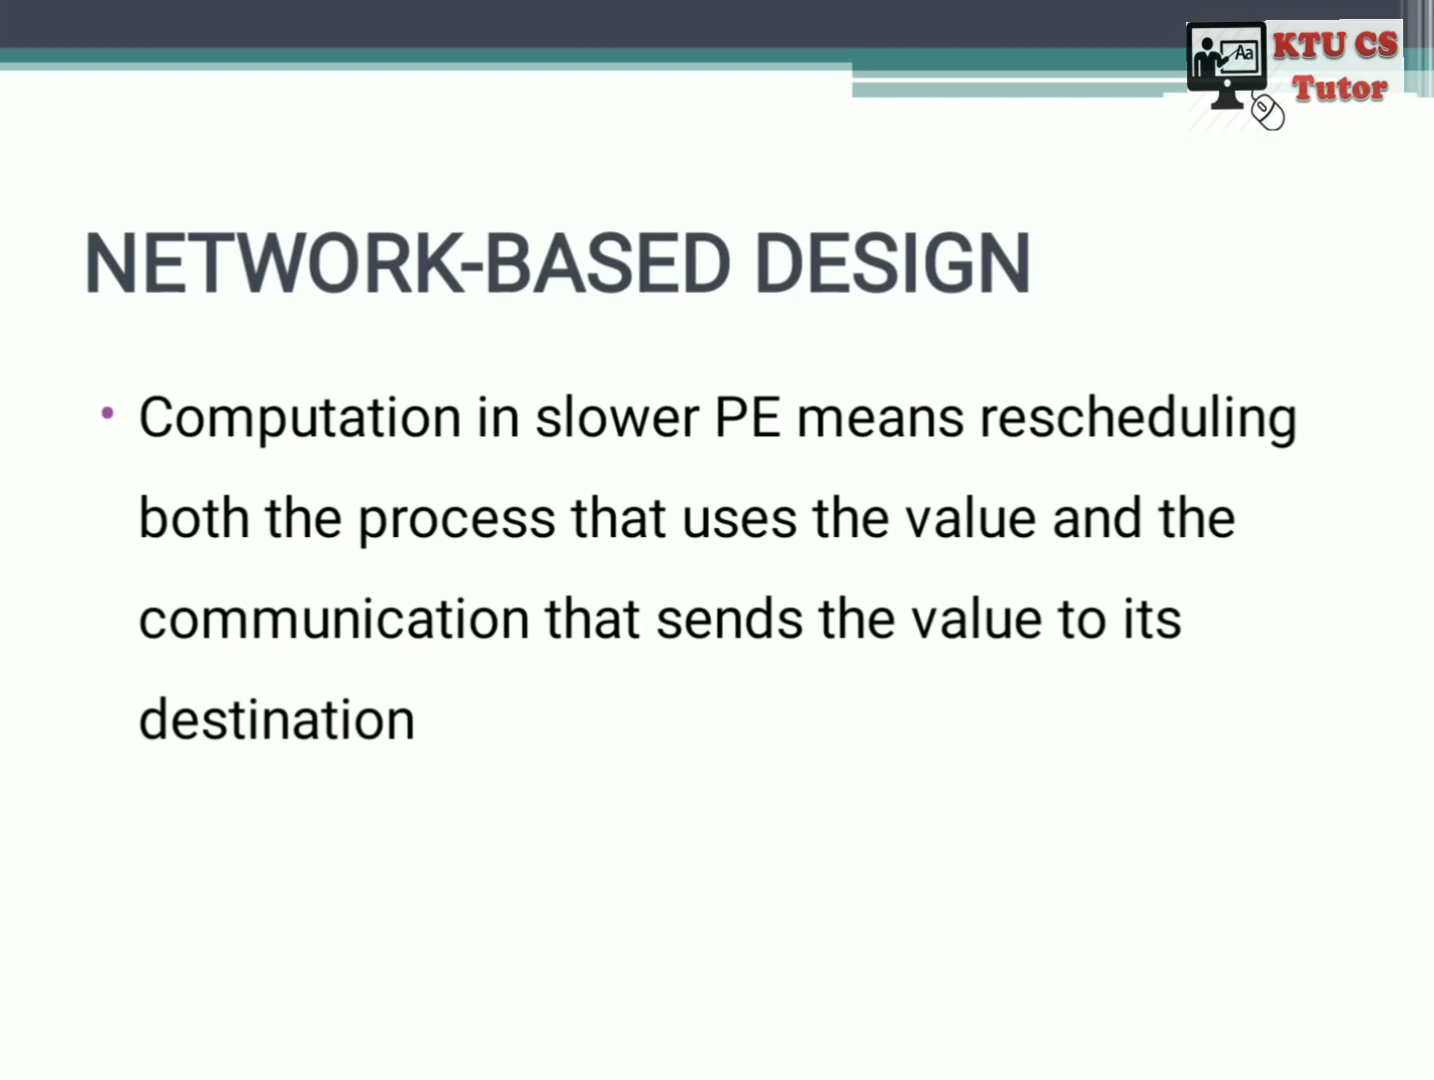 Aa
KTU CS
Tutor
NETWORK-BASED DESIGN
• Computation in slower PE means rescheduling
both the process that uses the value and the
communication that sends the value to its
destination